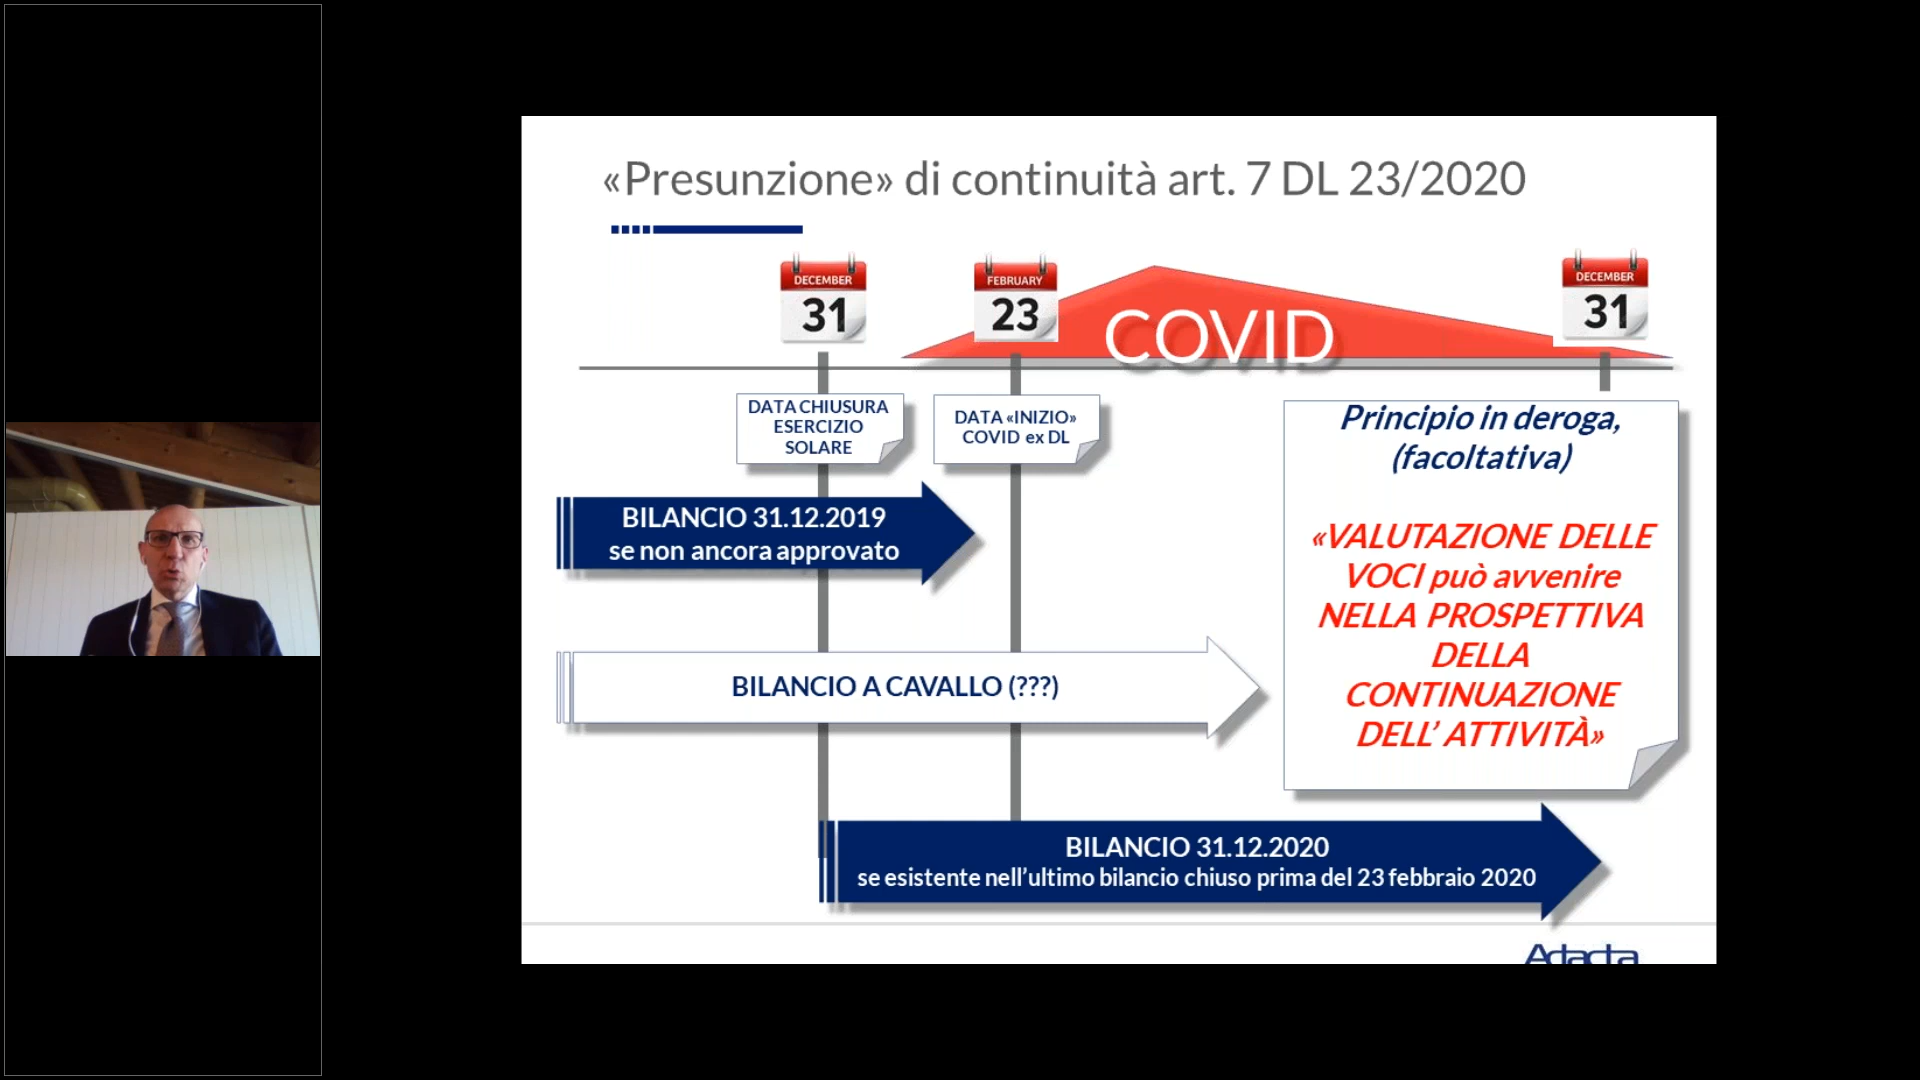 «Presunzione» di continuità art. 7 DL 23/2020
DECEMBER
31
FEBRUARY
23
COVID
DECEMBER
31
DATA CHIUSURA
ESERCIZIO
SOLARE
DATA «INIZIO»
COVID ex DL
BILANCIO 31.12.2019
se non ancora approvato
BILANCIO A CAVALLO (???)
BILANCIO 31.12.2020
se esistente nell'ultimo bilancio chiuso prima del 23 febbraio 2020
Principio in deroga,
(facoltativa)
«VALUTAZIONE DELLE
VOCI può avvenire
NELLA PROSPETTIVA
DELLA
CONTINUAZIONE
DELL' ATTIVITÀ»
Adacta